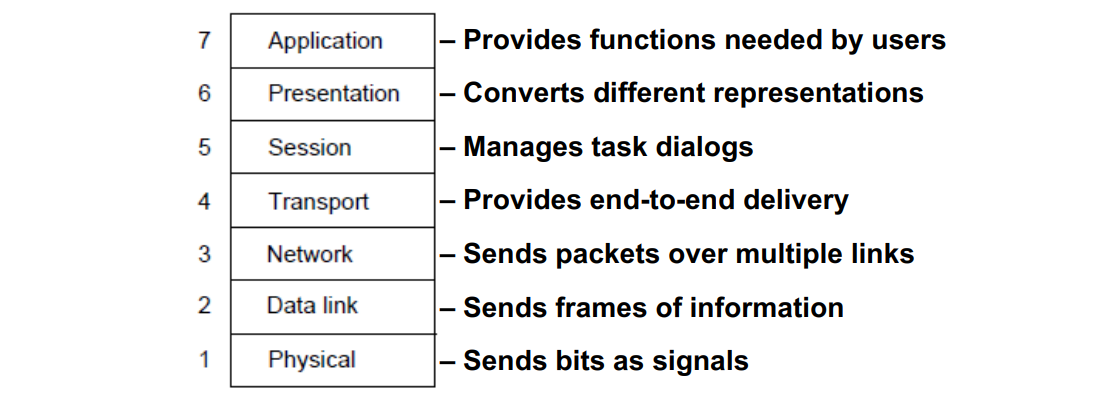 7 Application – Provides functions needed by users
6 Presentation – Converts different representations
5 Session – Manages task dialogs
4 Transport – Provides end-to-end delivery
3 Network – Sends packets over multiple links
2 Data link – Sends frames of information
1 Physical – Sends bits as signals